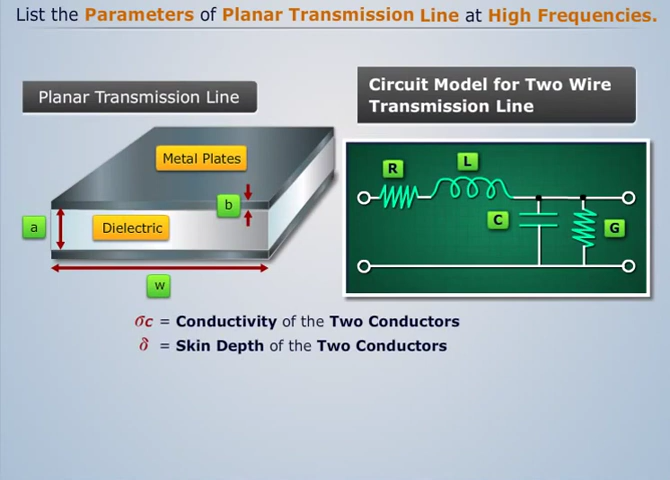 List the Parameters of Planar Transmission Line at High Frequencies.
Planar Transmission Line
Circuit Model for Two Wire
Transmission Line
Metal Plates
b
a
Dielectric
w
R
L
C
G
σc = Conductivity of the Two Conductors
δ = Skin Depth of the Two Conductors